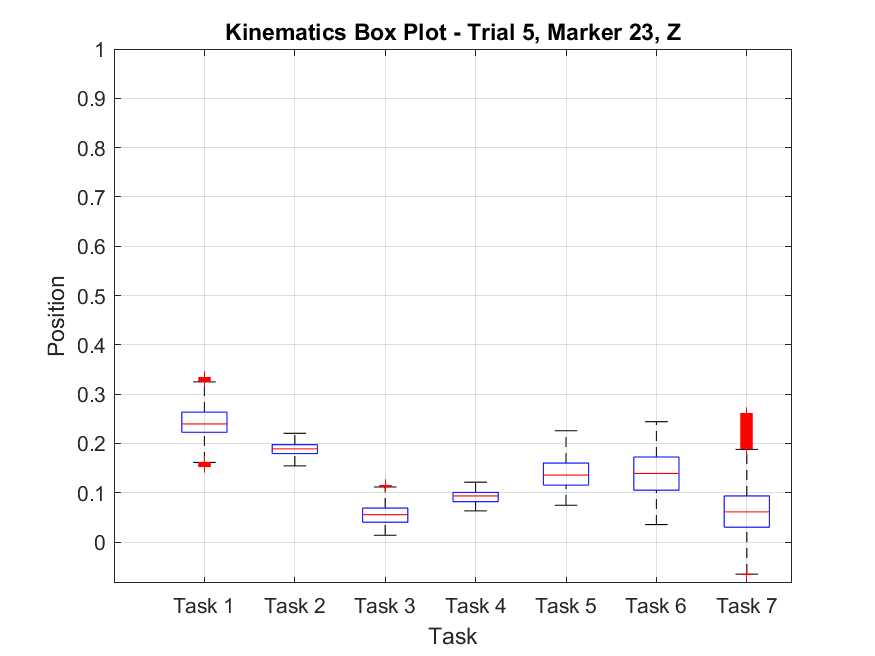 Kinematics Box Plot - Trial 5, Marker 23, Z
1
0.9
0.8
0.7
0.6
0.5
0.4
0.3
0.2
0.1
0
Position
Task 1 Task 2 Task 3 Task 4 Task 5 Task 6 Task 7
Task